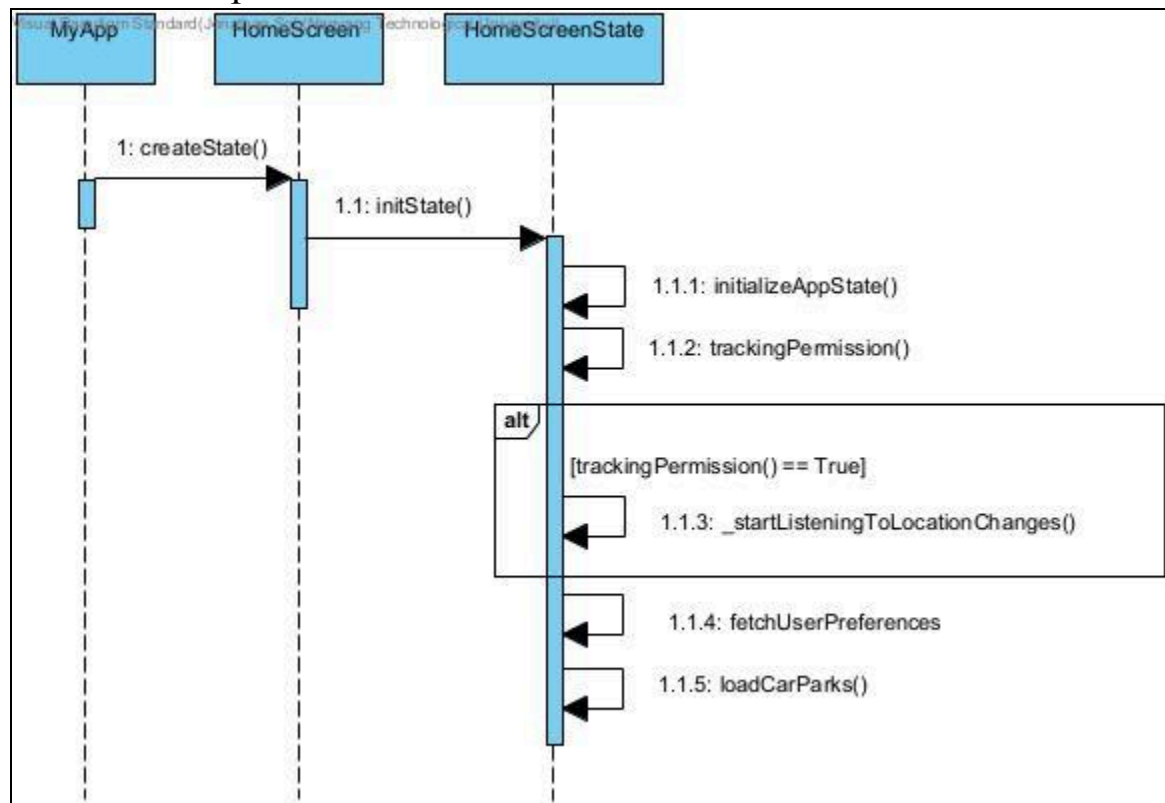 MyApp
HomeScreen
HomeScreenState
1: createState()
1.1: initState()
1.1.1: initializeAppState()
1.1.2: trackingPermission()
alt
[trackingPermission() == True]
1.1.3: _startListeningToLocationChanges()
1.1.4: fetchUserPreferences
1.1.5: loadCarParks()